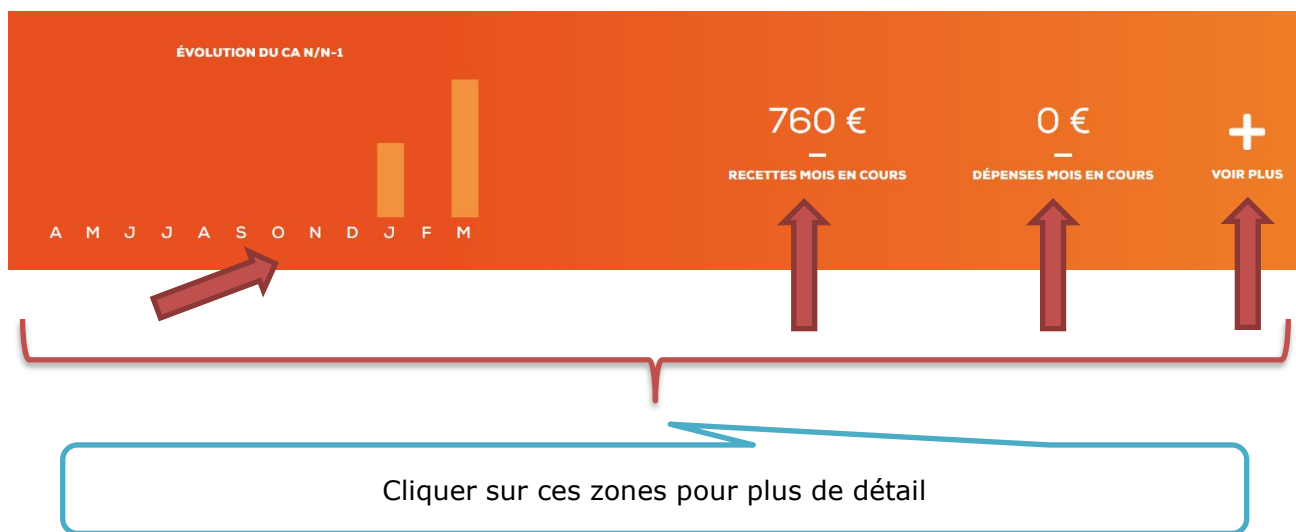 ÉVOLUTION DU CA N/N-1
A M J J A S O N D J F M
760 €
RECETTES MOIS EN COURS
0 €
DÉPENSES MOIS EN COURS
VOIR PLUS
Cliquer sur ces zones pour plus de détail